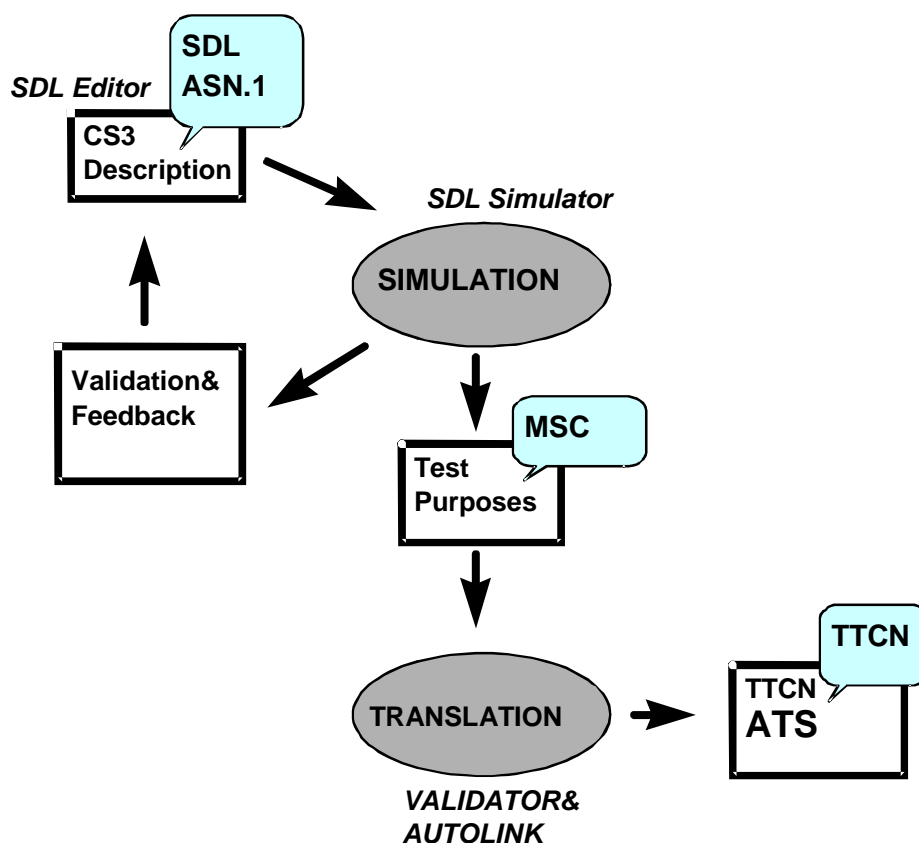 SDL
ASN.1
SDL Editor
CS3
Description
SDL Simulator
SIMULATION
Validation&
Feedback
MSC
Test
Purposes
TTCN
TTCN
ATS
TRANSLATION
VALIDATOR&
AUTOLINK